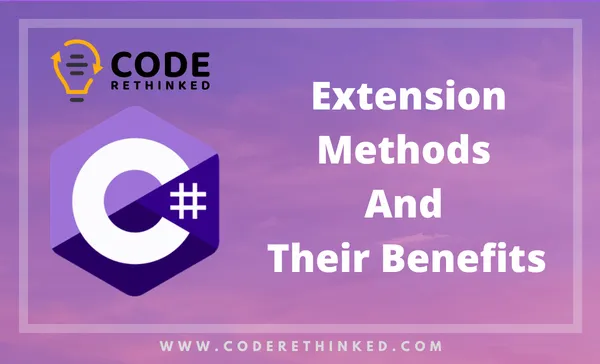 CODE
RETHINKED
C#
Extension
Methods
And
Their Benefits
WWW.CODERETHINKED.COM